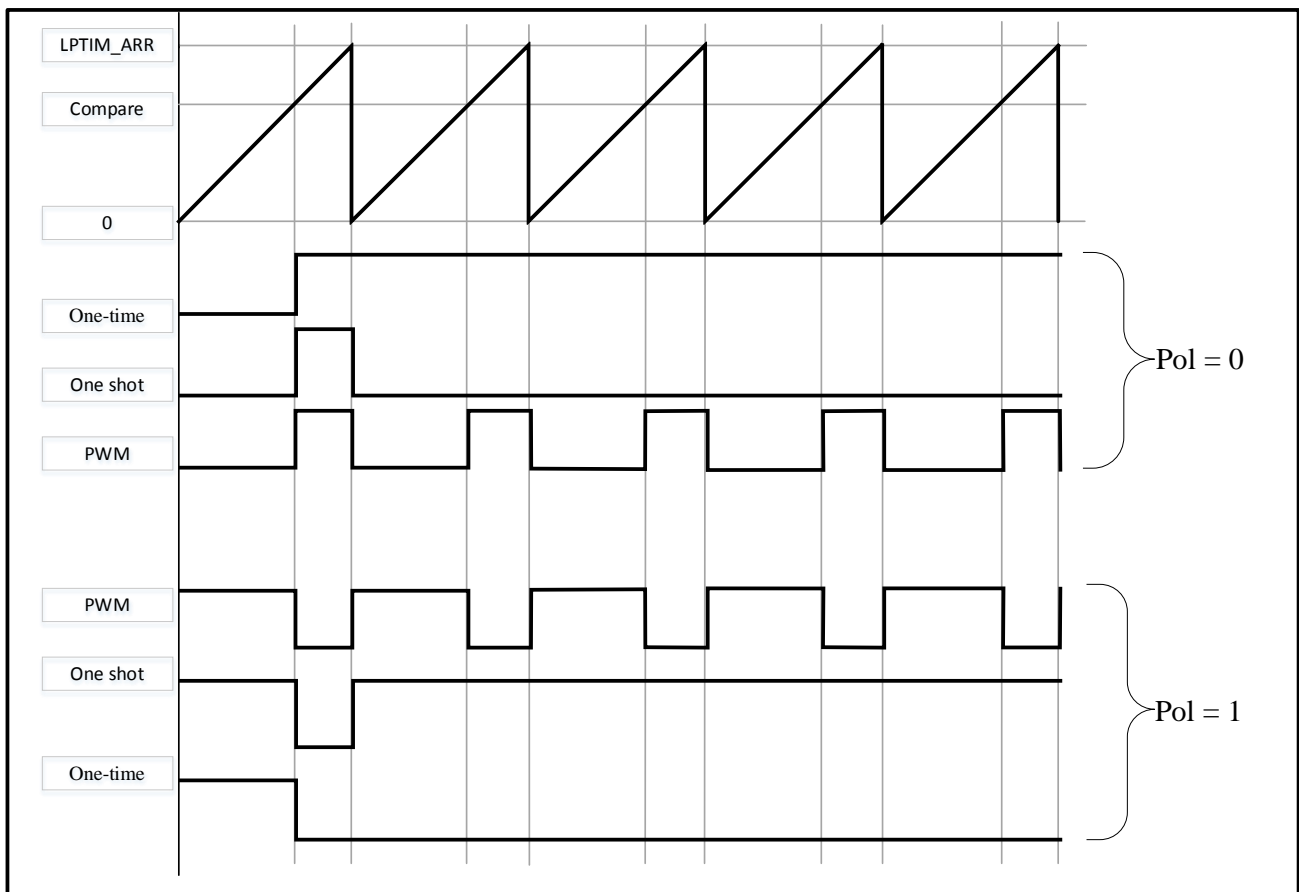 LPTIM_ARR
Compare
0
One-time
One shot
PWM
Pol = 0
PWM
One shot
One-time
Pol = 1